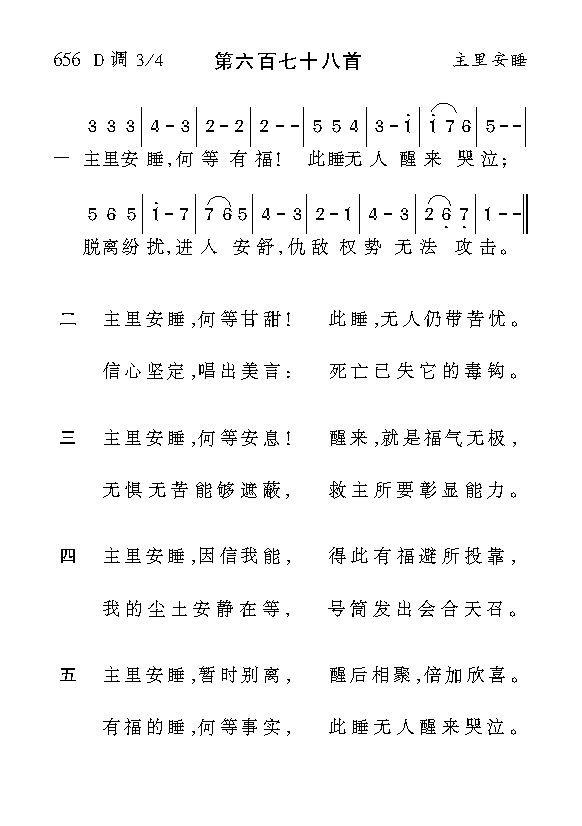 656 D 调 3/4 第六百七十八首 主里安睡
3 3 3 | 4 - 3 | 2 - 2 | 2 - - | 5 5 4 | 3 - i | i 7 6 | 5 - - |
一 主里安睡,何等有福! 此睡无人醒来哭泣;
5 6 5 | i - 7 | 7 6 5 | 4 - 3 | 2 - 1 | 4 - 3 | 2 6 7 | 1 - - ‖
脱离纷扰,进入安舒,仇敌权势无法攻击。
二 主里安睡,何等甘甜! 此睡,无人仍带苦忧。
信心坚定,唱出美言: 死亡已失它的毒钩。
三 主里安睡,何等安息! 醒来,就是福气无极,
无惧无苦能够遮蔽, 救主所要彰显能力。
四 主里安睡,因信我能, 得此有福避所投靠,
我的尘土安静在等, 号筒发出会合天召。
五 主里安睡,暂时别离, 醒后相聚,倍加欣喜。
有福的睡,何等事实, 此睡无人醒来哭泣。